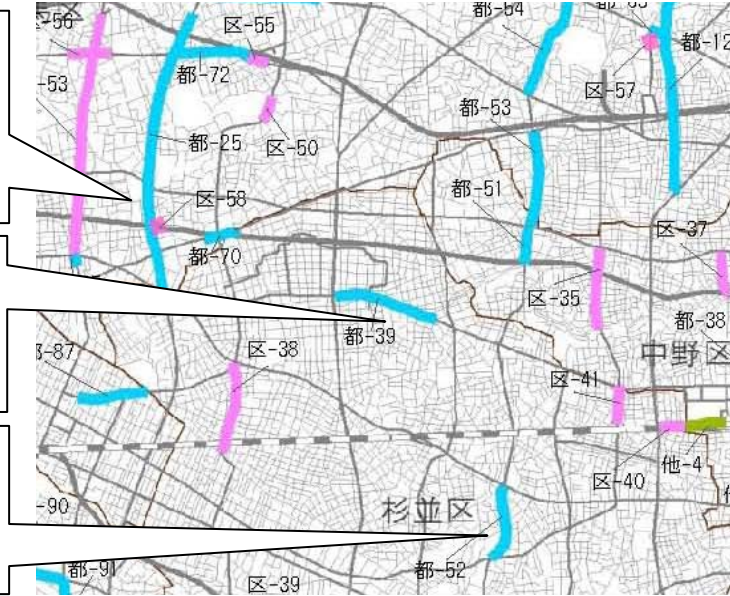 都-54
区-55
都-12
都-72
区-57
都-53
都-25
区-50
都-51
区-58
区-37
都-70
区-35
都-39
都-38
区-38
中野区
区-41
他-4
区-40
杉並区
都-52
都-91
区-39